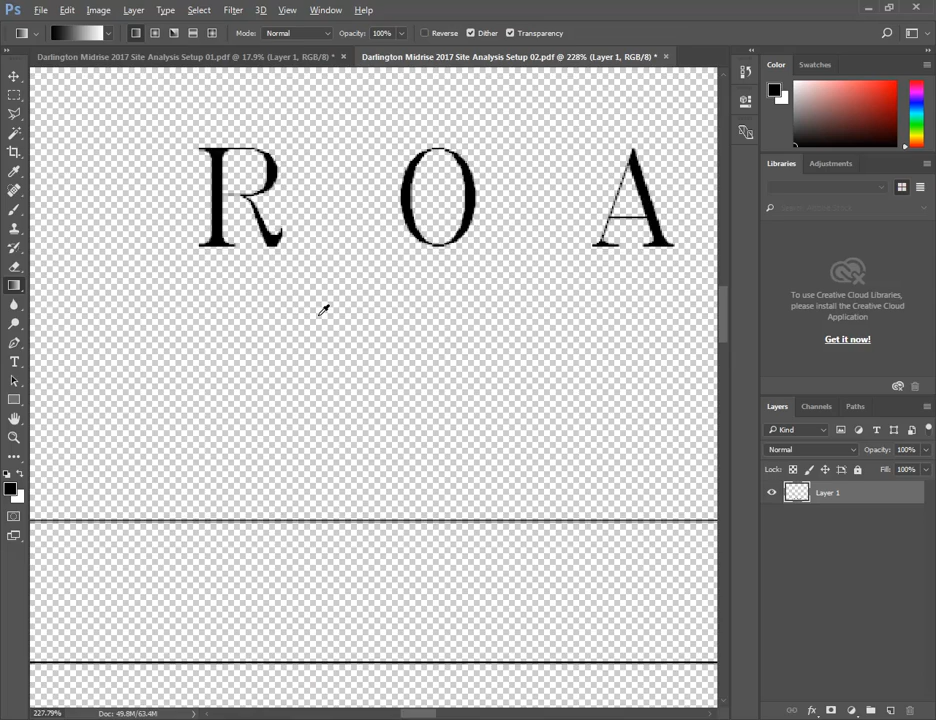 Ps File Edit Image Layer Type Select Filter 3D View Window Help
Mode: Normal Opacity: 100% Reverse Dither Transparency
Darlington Midrise 2017 Site Analysis Setup 01.pdf @ 17.9% (Layer 1, RGB/8) * × Darlington Midrise 2017 Site Analysis Setup 02.pdf @ 228% (Layer 1, RGB/8) * ×
Color Swatches
R O A
Libraries Adjustments
To use Creative Cloud Libraries,
please install the Creative Cloud
Application
Get it now!
Layers Channels Paths
Kind
Normal Opacity: 100%
Lock: Fill: 100%
Layer 1
227.79% Doc: 49.8M/63.4M